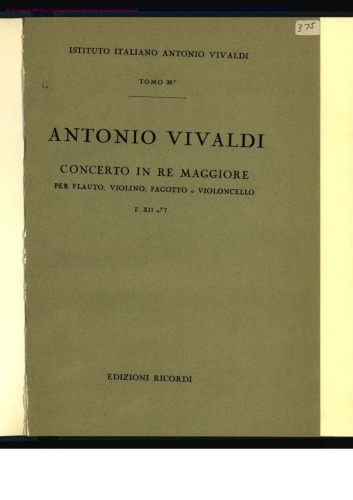 375
ISTITUTO ITALIANO ANTONIO VIVALDI
TOMO 39.º
ANTONIO VIVALDI
CONCERTO IN RE MAGGIORE
PER FLAUTO, VIOLINO, FAGOTTO o VIOLONCELLO
F. XII n.º 7
EDIZIONI RICORDI